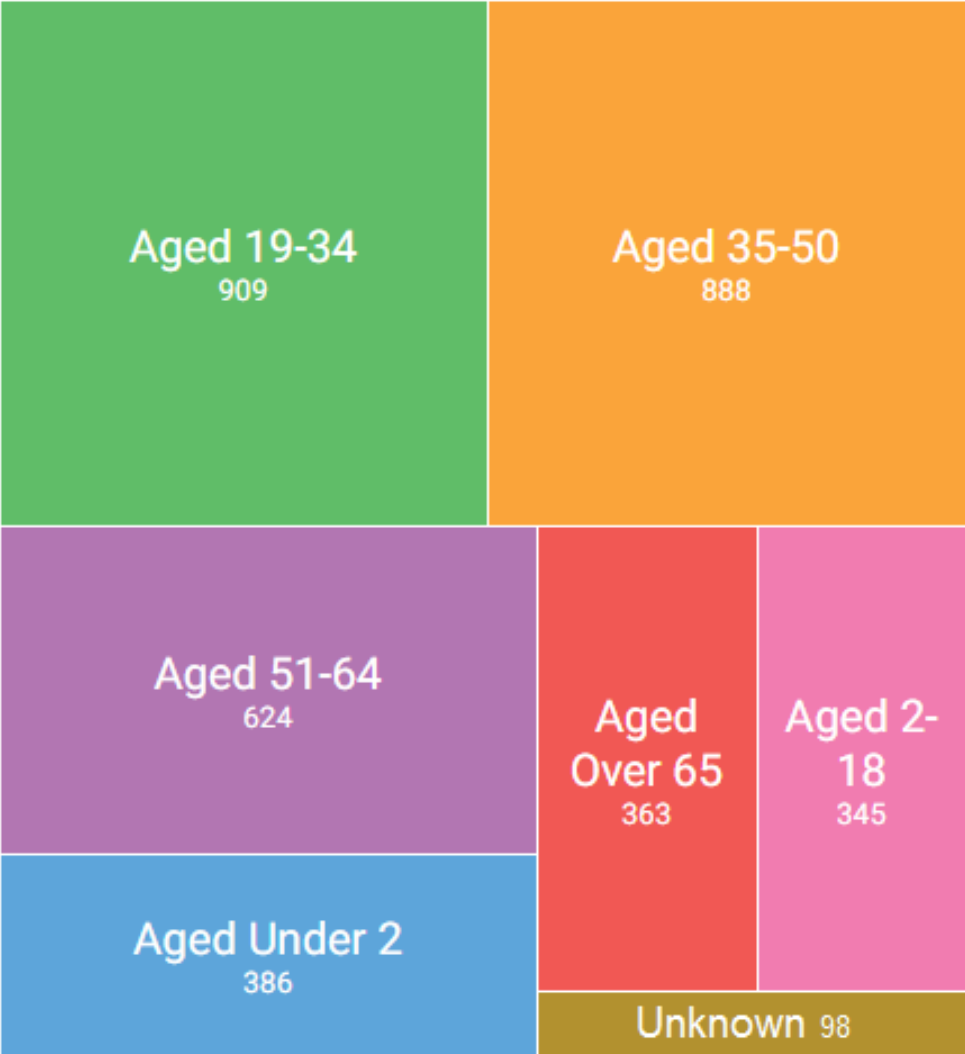 Aged 19-34
909
Aged 35-50
888
Aged 51-64
624
Aged
Over 65
363
Aged 2-
18
345
Aged Under 2
386
Unknown 98